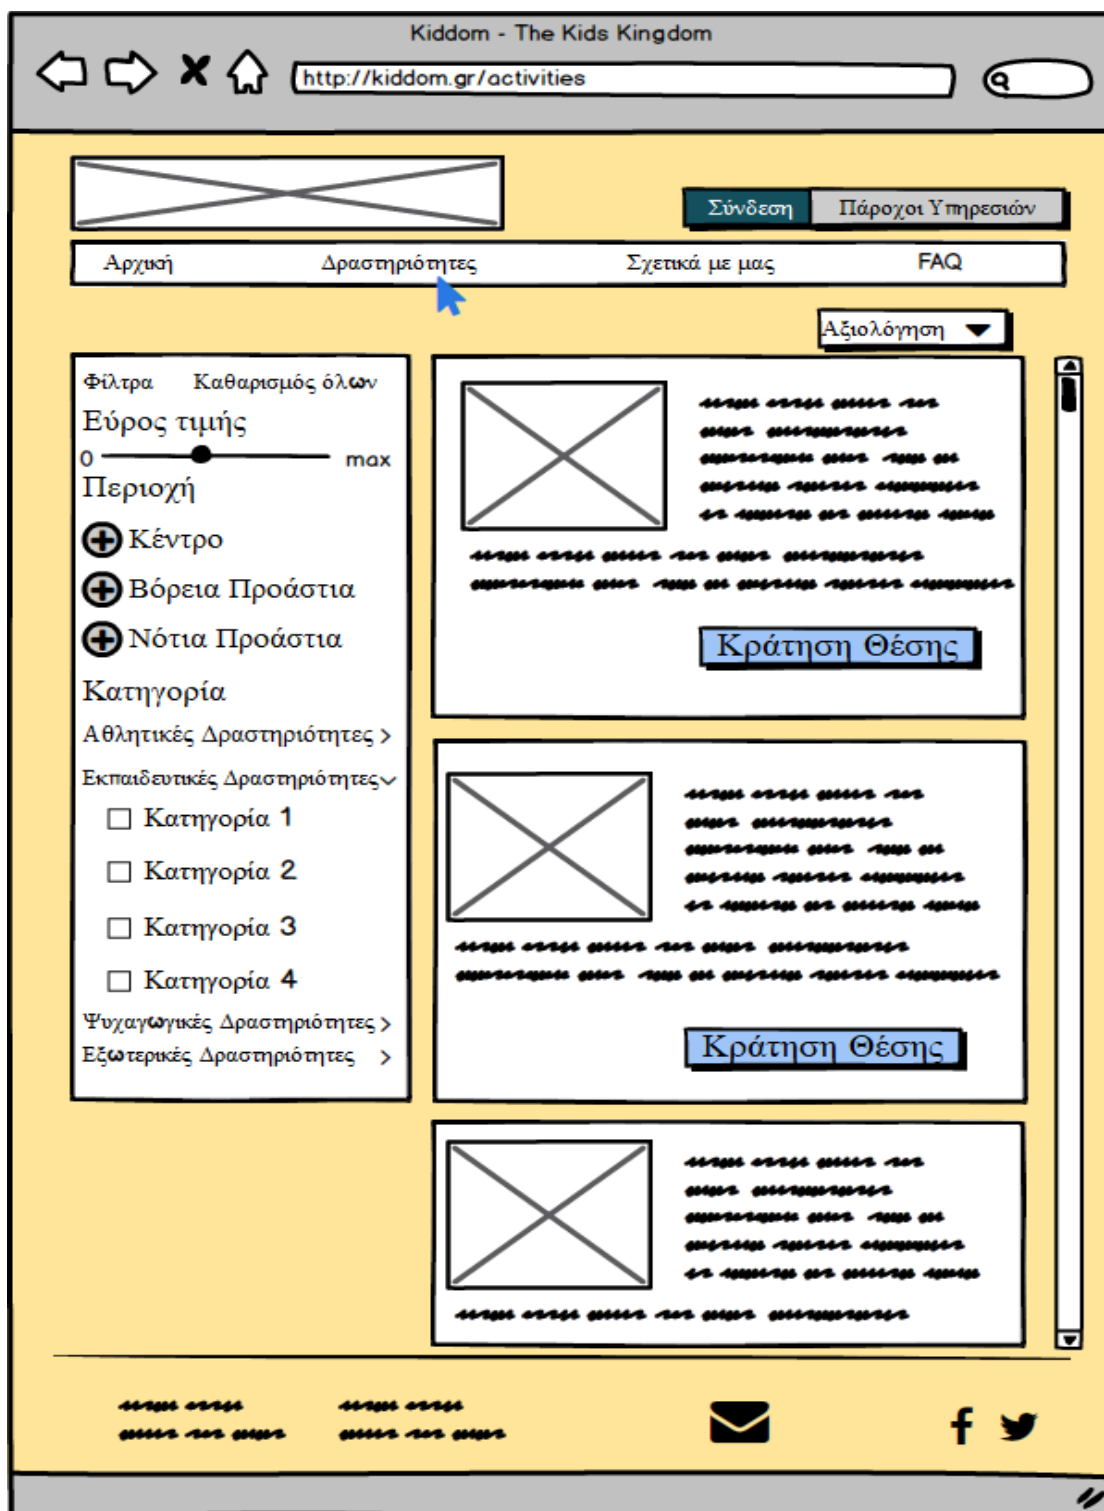 Kiddom - The Kids Kingdom
http://kiddom.gr/activities
Σύνδεση Πάροχοι Υπηρεσιών
Αρχική Δραστηριότητες Σχετικά με μας FAQ
Αξιολόγηση
Φίλτρα Καθαρισμός όλων
Εύρος τιμής
0 max
Περιοχή
Κέντρο
Βόρεια Προάστια
Νότια Προάστια
Κατηγορία
Αθλητικές Δραστηριότητες >
Εκπαιδευτικές Δραστηριότητες
Κατηγορία 1
Κατηγορία 2
Κατηγορία 3
Κατηγορία 4
Ψυχαγωγικές Δραστηριότητες >
Εξωτερικές Δραστηριότητες >
Κράτηση Θέσης
Κράτηση Θέσης